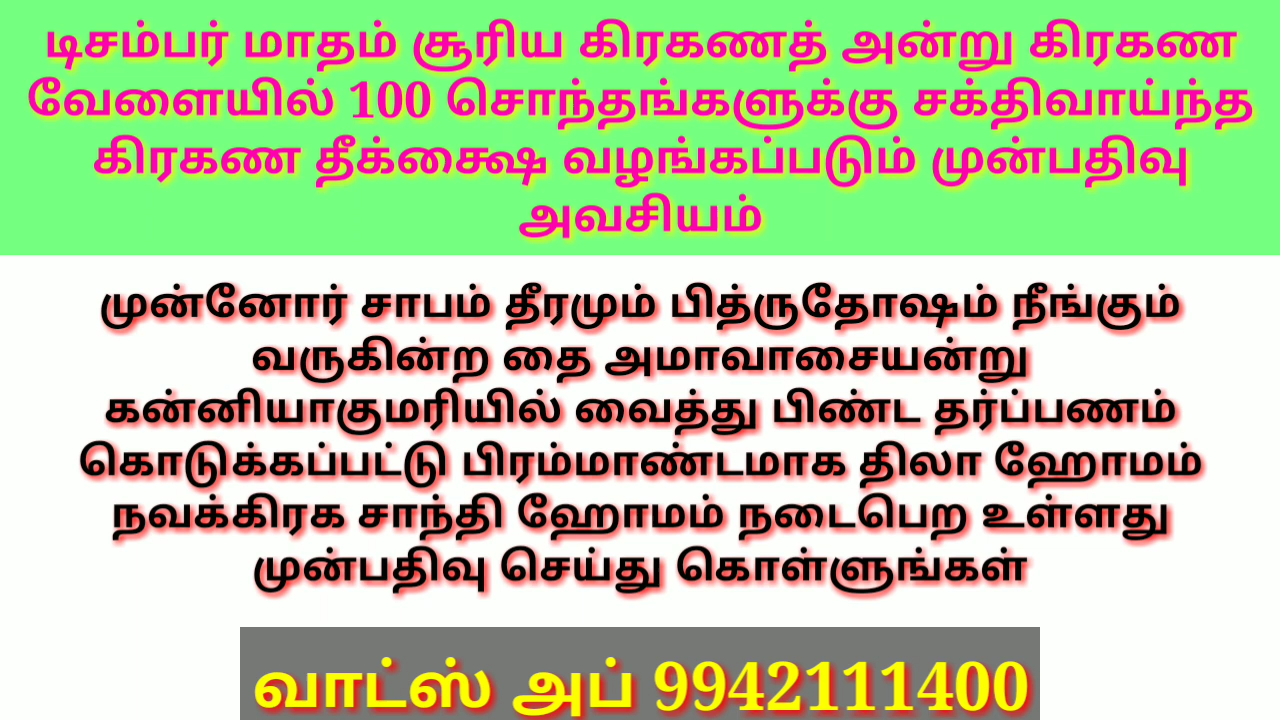 டிசம்பர் மாதம் சூரிய கிரகணத் அன்று கிரகண
வேளையில் 100 சொந்தங்களுக்கு சக்திவாய்ந்த
கிரகண தீக்க்ஷை வழங்கப்படும் முன்பதிவு
அவசியம்
முன்னோர் சாபம் தீரமும் பித்ருதோஷம் நீங்கும்
வருகின்ற தை அமாவாசையன்று
கன்னியாகுமரியில் வைத்து பிண்ட தர்ப்பணம்
கொடுக்கப்பட்டு பிரம்மாண்டமாக திலா ஹோமம்
நவக்கிரக சாந்தி ஹோமம் நடைபெற உள்ளது
முன்பதிவு செய்து கொள்ளுங்கள்
வாட்ஸ் அப் 9942111400